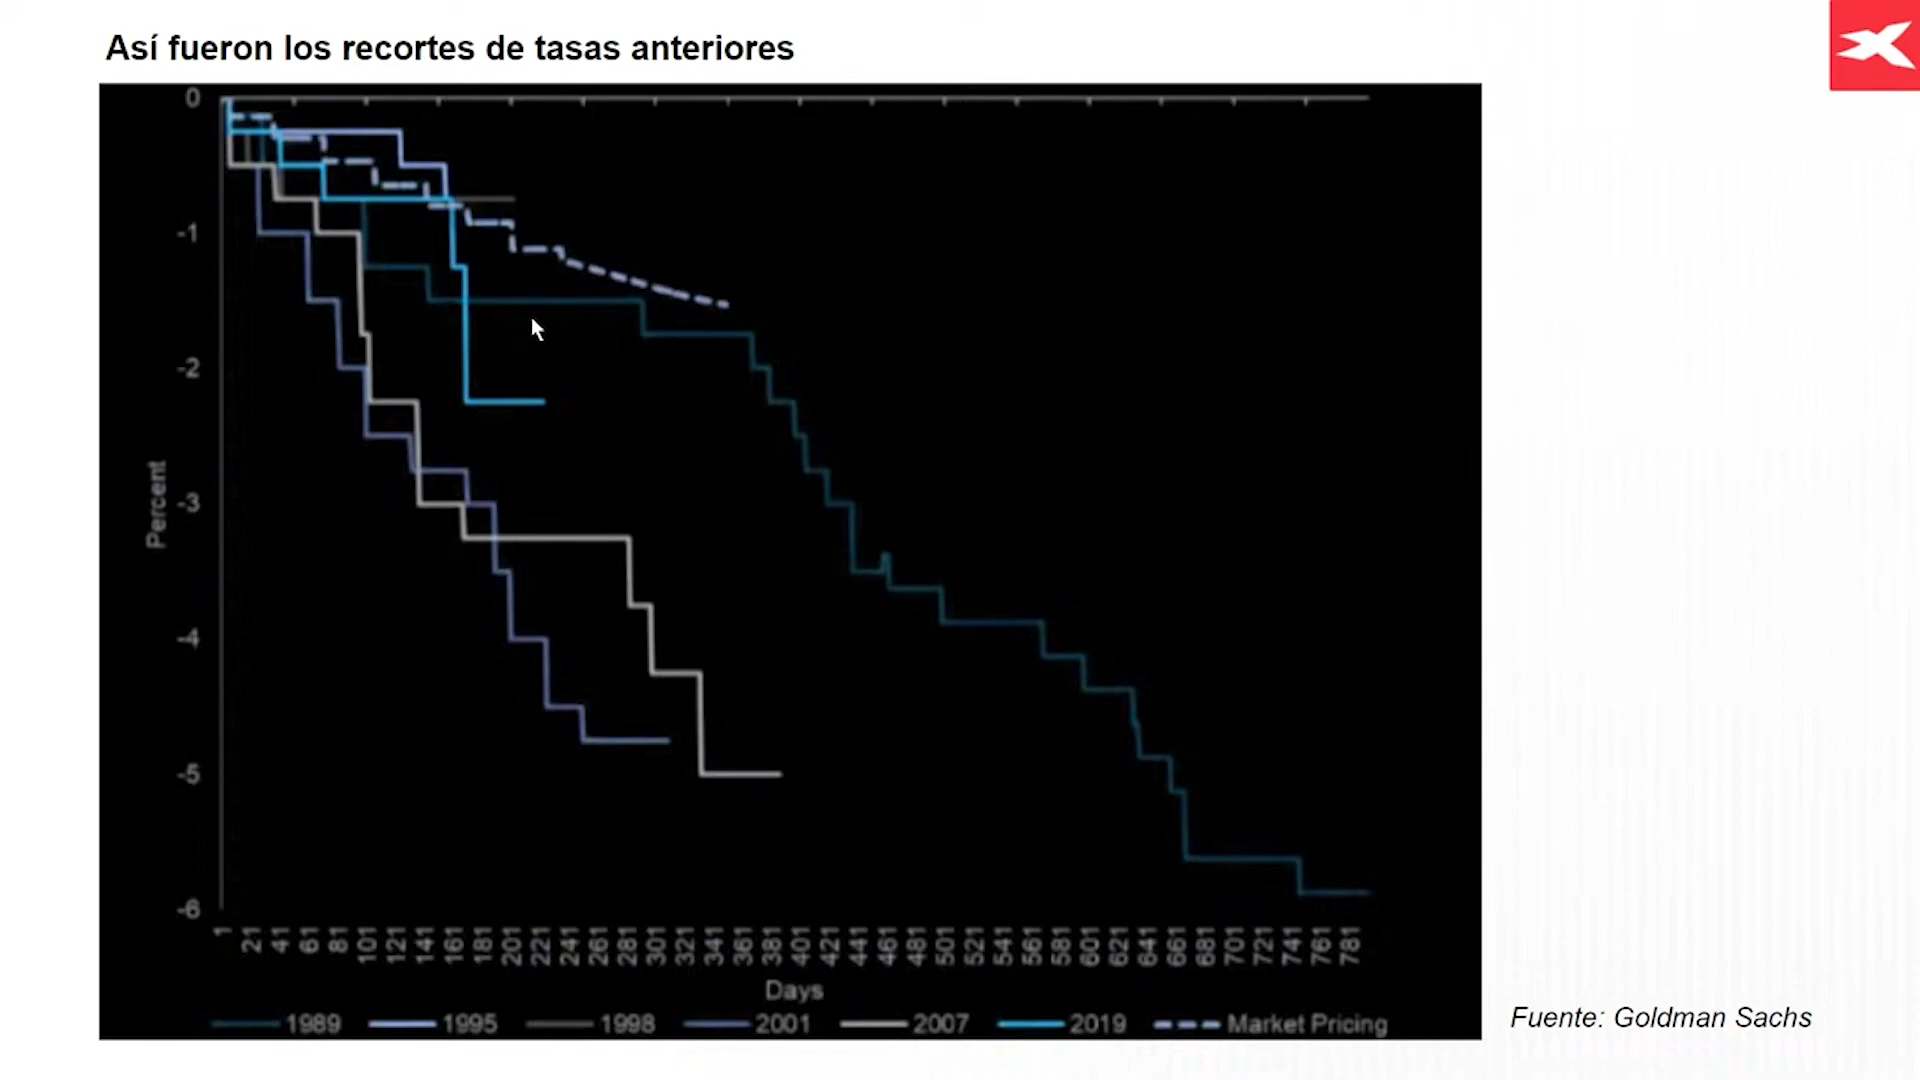 Así fueron los recortes de tasas anteriores
0
-1
-2
-3
-4
-5
-6
Percent
1 21 41 61 81 101 121 141 161 181 201 221 241 261 281 301 321 341 361 381 401 421 441 461 481 501 521 541 561 581 601 621 641 661 681 701 721 741 761 781
Days
1989 1995 1998 2001 2007 2019 Market Pricing
Fuente: Goldman Sachs